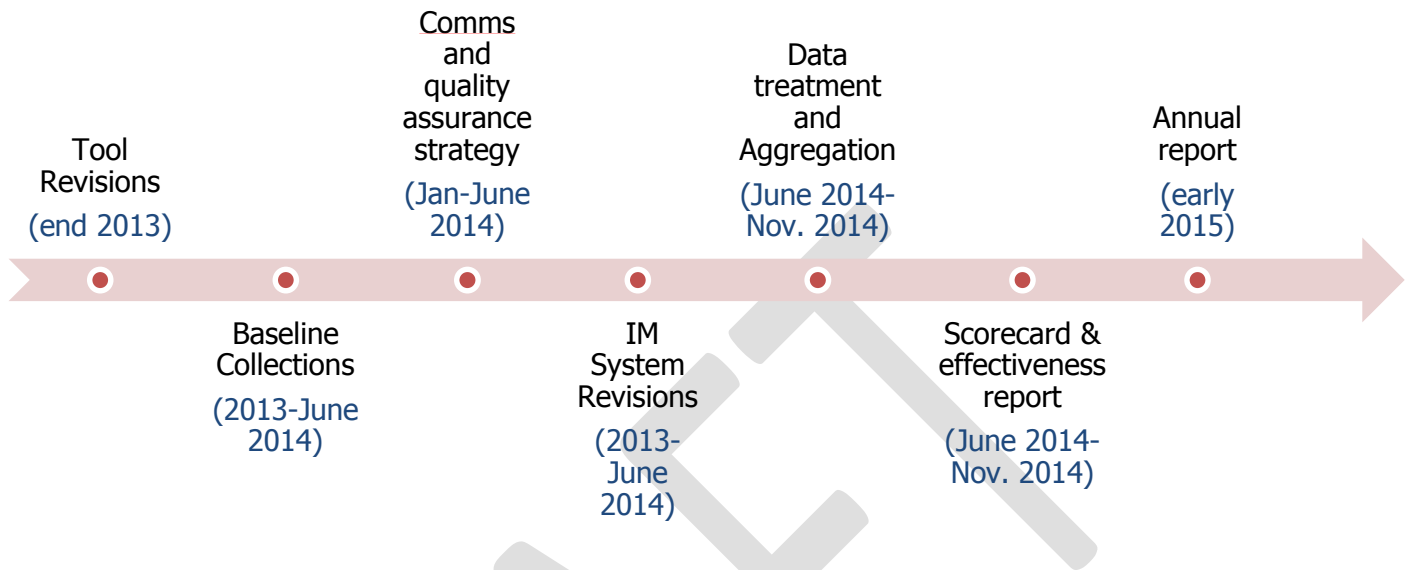 Tool
Revisions
(end 2013)
Baseline
Collections
(2013-June
2014)
Comms
and
quality
assurance
strategy
(Jan-June
2014)
IM
System
Revisions
(2013-
June
2014)
Data
treatment
and
Aggregation
(June 2014-
Nov. 2014)
Scorecard &
effectiveness
report
(June 2014-
Nov. 2014)
Annual
report
(early
2015)